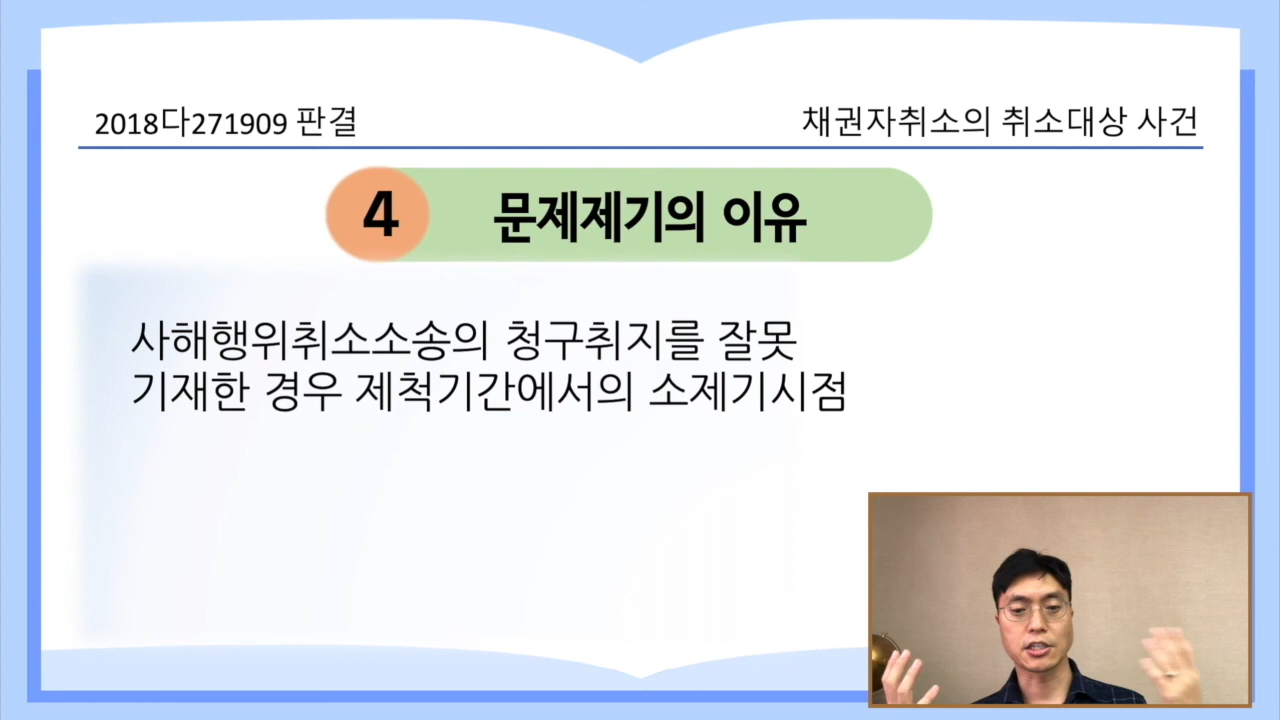 2018다271909 판결
채권자취소의 취소대상 사건
4 문제제기의 이유
사해행위취소소송의 청구취지를 잘못
기재한 경우 제척기간에서의 소제기시점